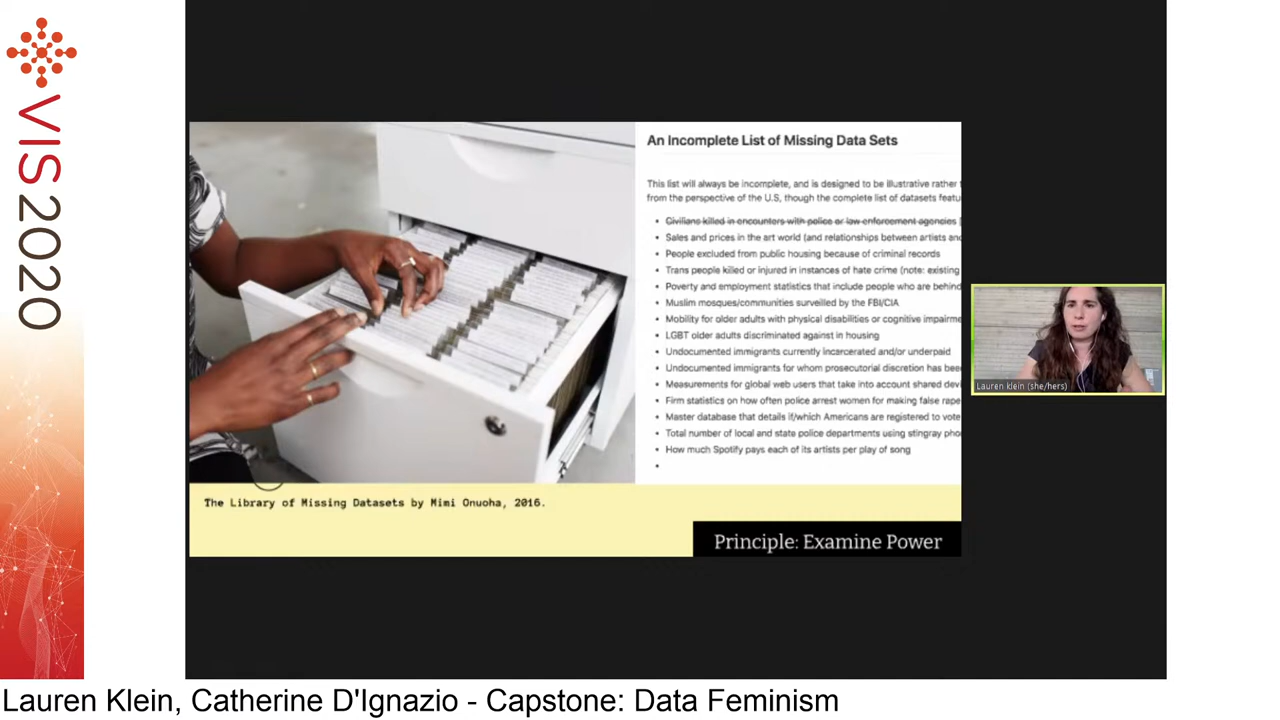 VIS2020
An Incomplete List of Missing Data Sets
This list will always be incomplete, and is designed to be illustrative rather
from the perspective of the U.S, though the complete list of datasets featu
• Civilians killed in encounters with police or law enforcement agencies [
• Sales and prices in the art world (and relationships between artists and
• People excluded from public housing because of criminal records
• Trans people killed or injured in instances of hate crime (note: existing
• Poverty and employment statistics that include people who are behind
• Muslim mosques/communities surveilled by the FBI/CIA
• Mobility for older adults with physical disabilities or cognitive impairme
• LGBT older adults discriminated against in housing
• Undocumented immigrants currently incarcerated and/or underpaid
• Undocumented immigrants for whom prosecutorial discretion has bee
• Measurements for global web users that take into account shared devi
• Firm statistics on how often police arrest women for making false rape
• Master database that details if/which Americans are registered to vote
• Total number of local and state police departments using stingray pho
• How much Spotify pays each of its artists per play of song
•
The Library of Missing Datasets by Mimi Onuoha, 2016.
Principle: Examine Power
Lauren klein (she/hers)
Lauren Klein, Catherine D'Ignazio - Capstone: Data Feminism